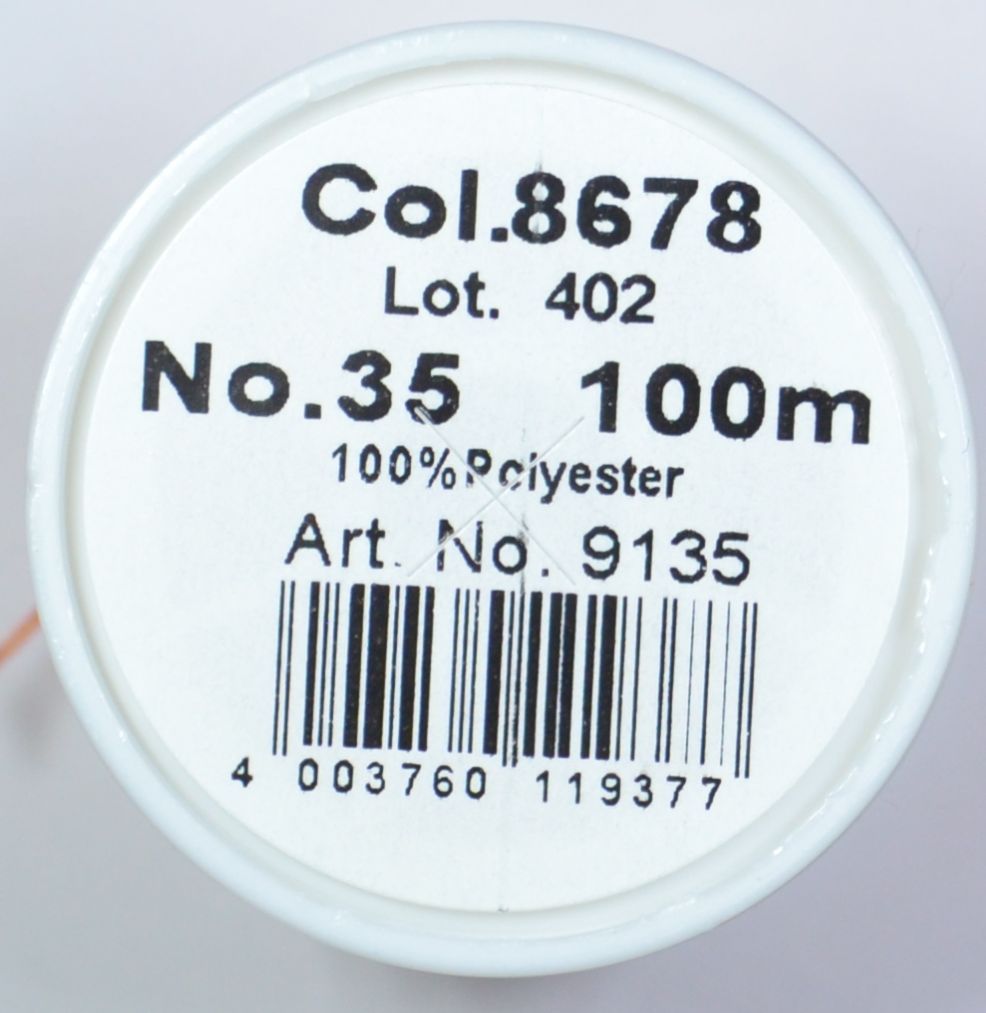 Col.8678
Lot. 402
No.35 100m
100%Polyester
Art. No. 9135
4 003760 119377